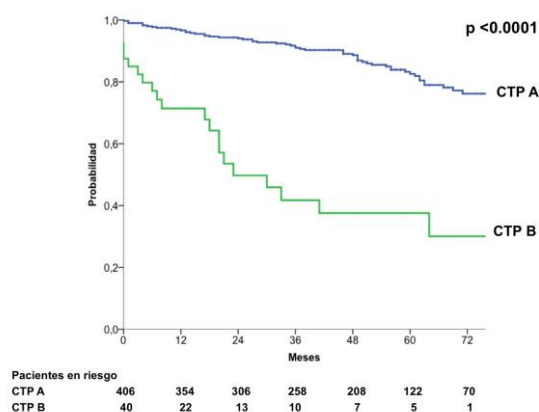 p <0.0001
1,0
CTP A
0,8
0,6
Probabilidad
0,4
CTP B
0,2
0,0
0 12 24 36 48 60 72
Meses
Pacientes en riesgo
CTP A 406 354 306 258 208 122 70
CTP B 40 22 13 10 7 5 1